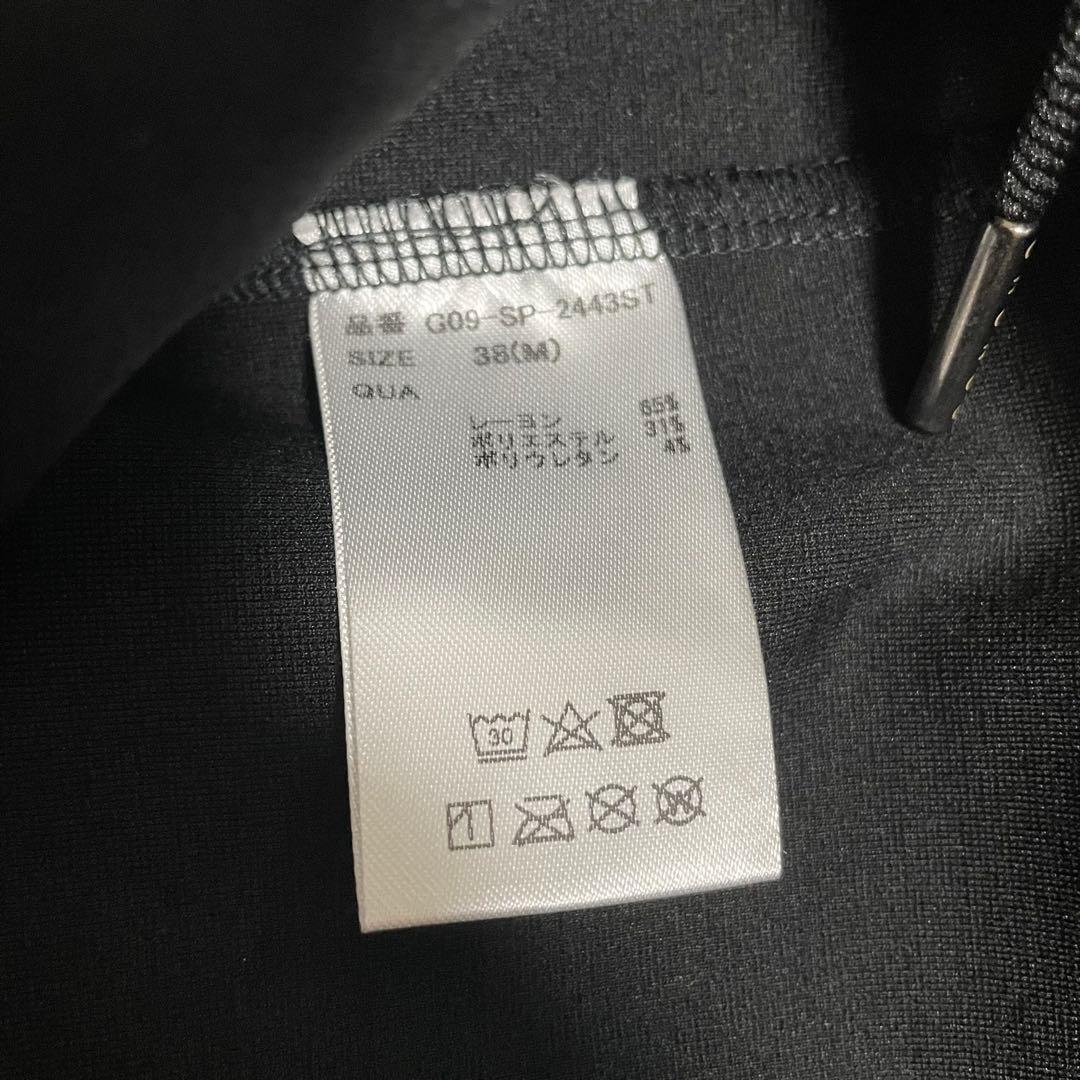 品番 G09-SP-2443ST
SIZE 38(M)
QUA
レーヨン 65%
ポリエステル 31%
ポリウレタン 4%
30
W